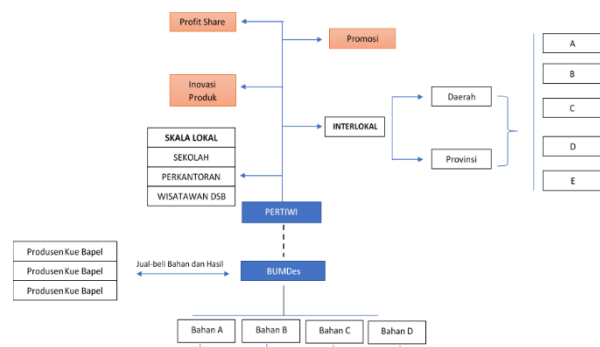 Profit Share
Promosi
Inovasi
Produk
A
B
C
D
E
Daerah
INTERLOKAL
Provinsi
SKALA LOKAL
SEKOLAH
PERKANTORAN
WISATAWAN DSB
PERTIWI
Produsen Kue Bapel
Produsen Kue Bapel
Produsen Kue Bapel
Jual-beli Bahan dan Hasil
BUMDes
Bahan A
Bahan B
Bahan C
Bahan D